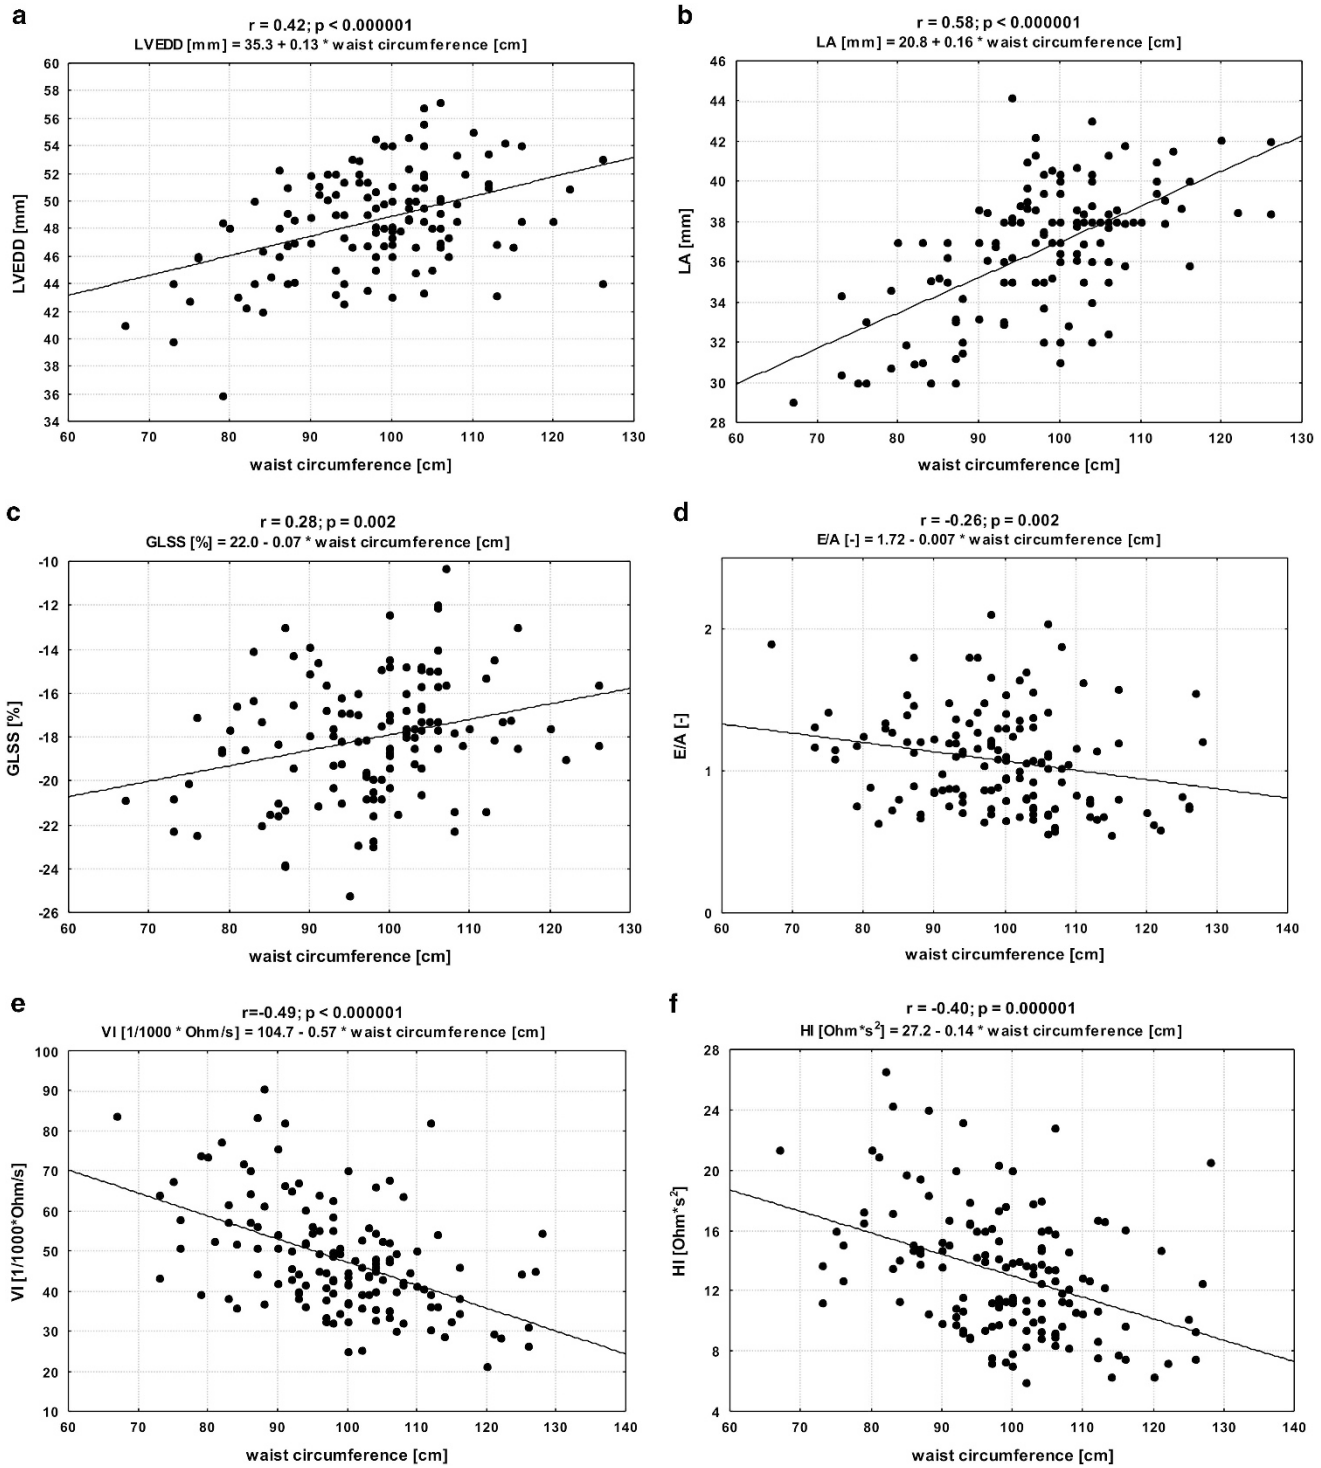 a
r = 0.42; p < 0.000001
LVEDD [mm] = 35.3 + 0.13 * waist circumference [cm]
60
58
56
54
52
50
48
46
44
42
40
38
36
34
LVEDD [mm]
60 70 80 90 100 110 120 130
waist circumference [cm]
b
r = 0.58; p < 0.000001
LA [mm] = 20.8 + 0.16 * waist circumference [cm]
46
44
42
40
38
36
34
32
30
28
LA [mm]
60 70 80 90 100 110 120 130
waist circumference [cm]
c
r = 0.28; p = 0.002
GLSS [%] = 22.0 - 0.07 * waist circumference [cm]
-10
-12
-14
-16
-18
-20
-22
-24
-26
GLSS [%]
60 70 80 90 100 110 120 130
waist circumference [cm]
d
r = -0.26; p = 0.002
E/A [-] = 1.72 - 0.007 * waist circumference [cm]
2
1
0
E/A [-]
60 70 80 90 100 110 120 130 140
waist circumference [cm]
e
r=-0.49; p < 0.000001
VI [1/1000 * Ohm/s] = 104.7 - 0.57 * waist circumference [cm]
100
90
80
70
60
50
40
30
20
10
VI [1/1000*Ohm/s]
60 70 80 90 100 110 120 130 140
waist circumference [cm]
f
r = -0.40; p = 0.000001
HI [Ohm*s²] = 27.2 - 0.14 * waist circumference [cm]
28
24
20
16
12
8
4
HI [Ohm*s²]
60 70 80 90 100 110 120 130 140
waist circumference [cm]